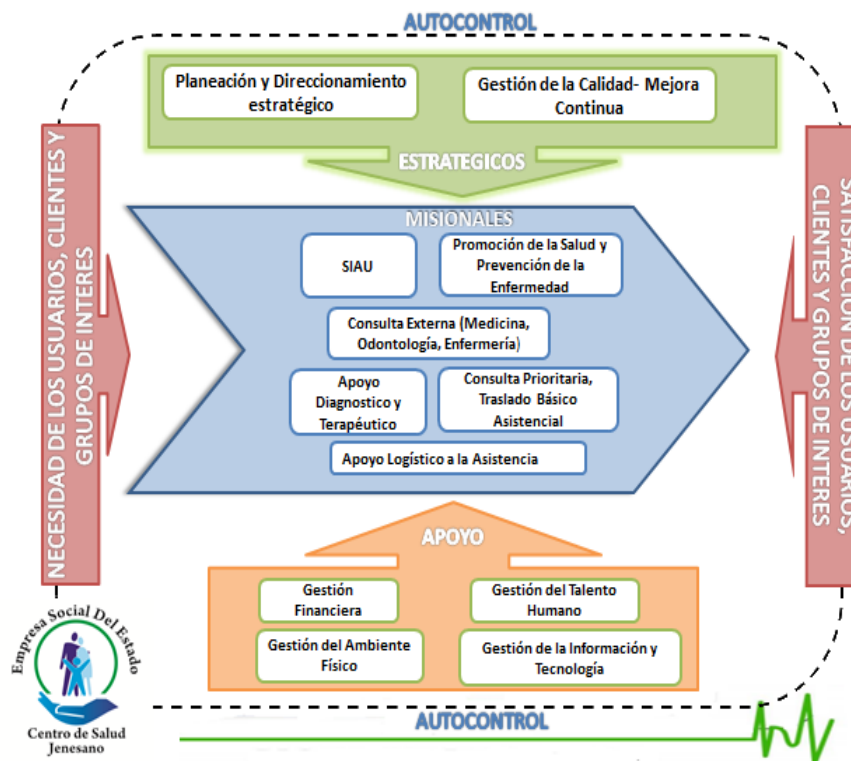 AUTOCONTROL
Planeación y Direccionamiento
estratégico
Gestión de la Calidad- Mejora
Continua
ESTRATEGICOS
NECESIDAD DE LOS USUARIOS, CLIENTES Y
GRUPOS DE INTERES
MISIONALES
SIAU
Promoción de la Salud y
Prevención de la
Enfermedad
Consulta Externa (Medicina,
Odontología, Enfermería)
Apoyo
Diagnostico y
Terapéutico
Consulta Prioritaria,
Traslado Básico
Asistencial
Apoyo Logístico a la Asistencia
SATISFACCION DE LOS USUARIOS,
CLIENTES Y GRUPOS DE INTERES
APOYO
Gestión
Financiera
Gestión del Talento
Humano
Gestión del Ambiente
Físico
Gestión de la Información y
Tecnología
Empresa Social Del Estado
Centro de Salud
Jenesano
AUTOCONTROL